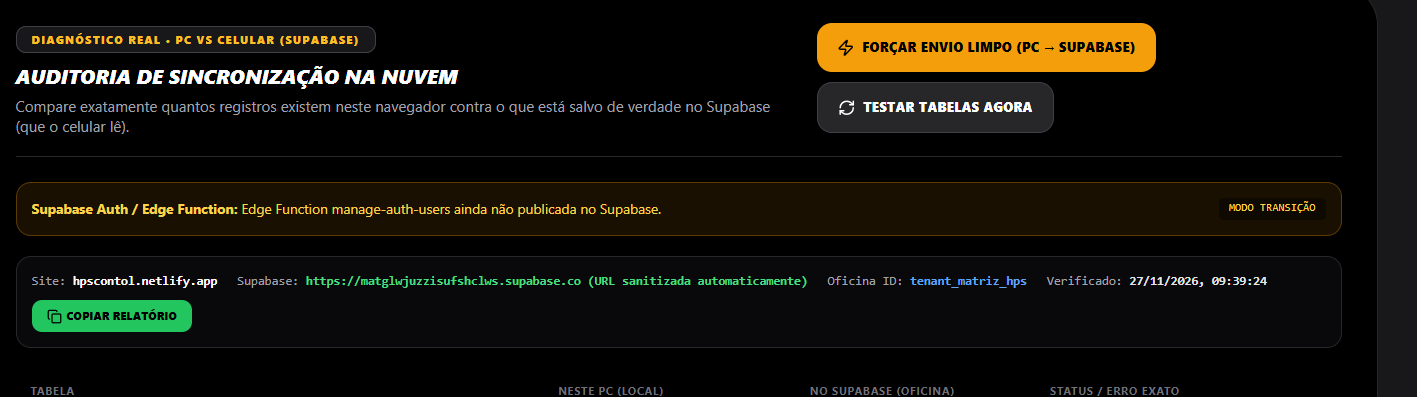 DIAGNÓSTICO REAL • PC VS CELULAR (SUPABASE)
AUDITORIA DE SINCRONIZAÇÃO NA NUVEM
Compare exatamente quantos registros existem neste navegador contra o que está salvo de verdade no Supabase
(que o celular lê).
FORÇAR ENVIO LIMPO (PC → SUPABASE)
TESTAR TABELAS AGORA
Supabase Auth / Edge Function: Edge Function manage-auth-users ainda não publicada no Supabase.
MODO TRANSIÇÃO
Site: hpscontol.netlify.app Supabase: https://matglwjuzzisufshclws.supabase.co (URL sanitizada automaticamente) Oficina ID: tenant_matriz_hps Verificado: 27/11/2026, 09:39:24
COPIAR RELATÓRIO
TABELA NESTE PC (LOCAL) NO SUPABASE (OFICINA) STATUS / ERRO EXATO